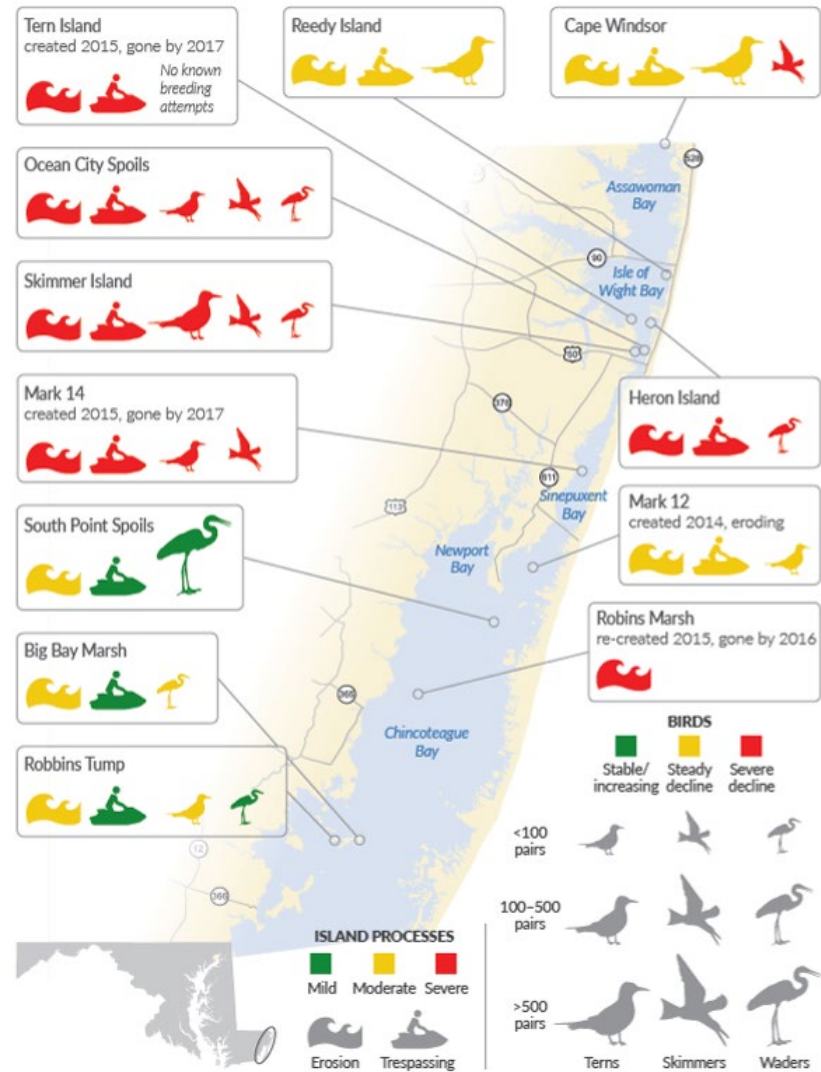 Tern Island
created 2015, gone by 2017
No known
breeding
attempts
Reedy Island
Cape Windsor
Ocean City Spoils
Skimmer Island
Mark 14
created 2015, gone by 2017
South Point Spoils
Big Bay Marsh
Robbins Tump
528
Assawoman
Bay
90
Isle of
Wight Bay
50
376
611
Sinepuxent
Bay
113
Newport
Bay
Heron Island
Mark 12
created 2014, eroding
Robins Marsh
re-created 2015, gone by 2016
366
Chincoteague
Bay
12
366
BIRDS
Stable/
increasing
Steady
decline
Severe
decline
<100
pairs
100–500
pairs
>500
pairs
Terns
Skimmers
Waders
ISLAND PROCESSES
Mild
Moderate
Severe
Erosion
Trespassing